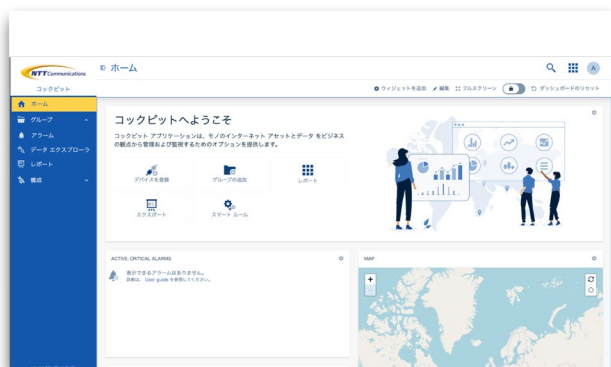 NTT Communications
コックピット
ホーム
ウィジェットを追加 編集 フルスクリーン ダッシュボードのリセット
A
ホーム
グループ
アラーム
データ エクスプローラ
レポート
構成
コックピットへようこそ
コックピット アプリケーションは、モノのインターネット アセットとデータ をビジネス
の観点から管理および監視するためのオプションを提供します。
デバイスを登録 グループの追加 レポート
エクスポート スマート ルール
ACTIVE, CRITICAL ALARMS
表示できるアラームはありません。
詳細は、 User guide を参照してください。
MAP
+